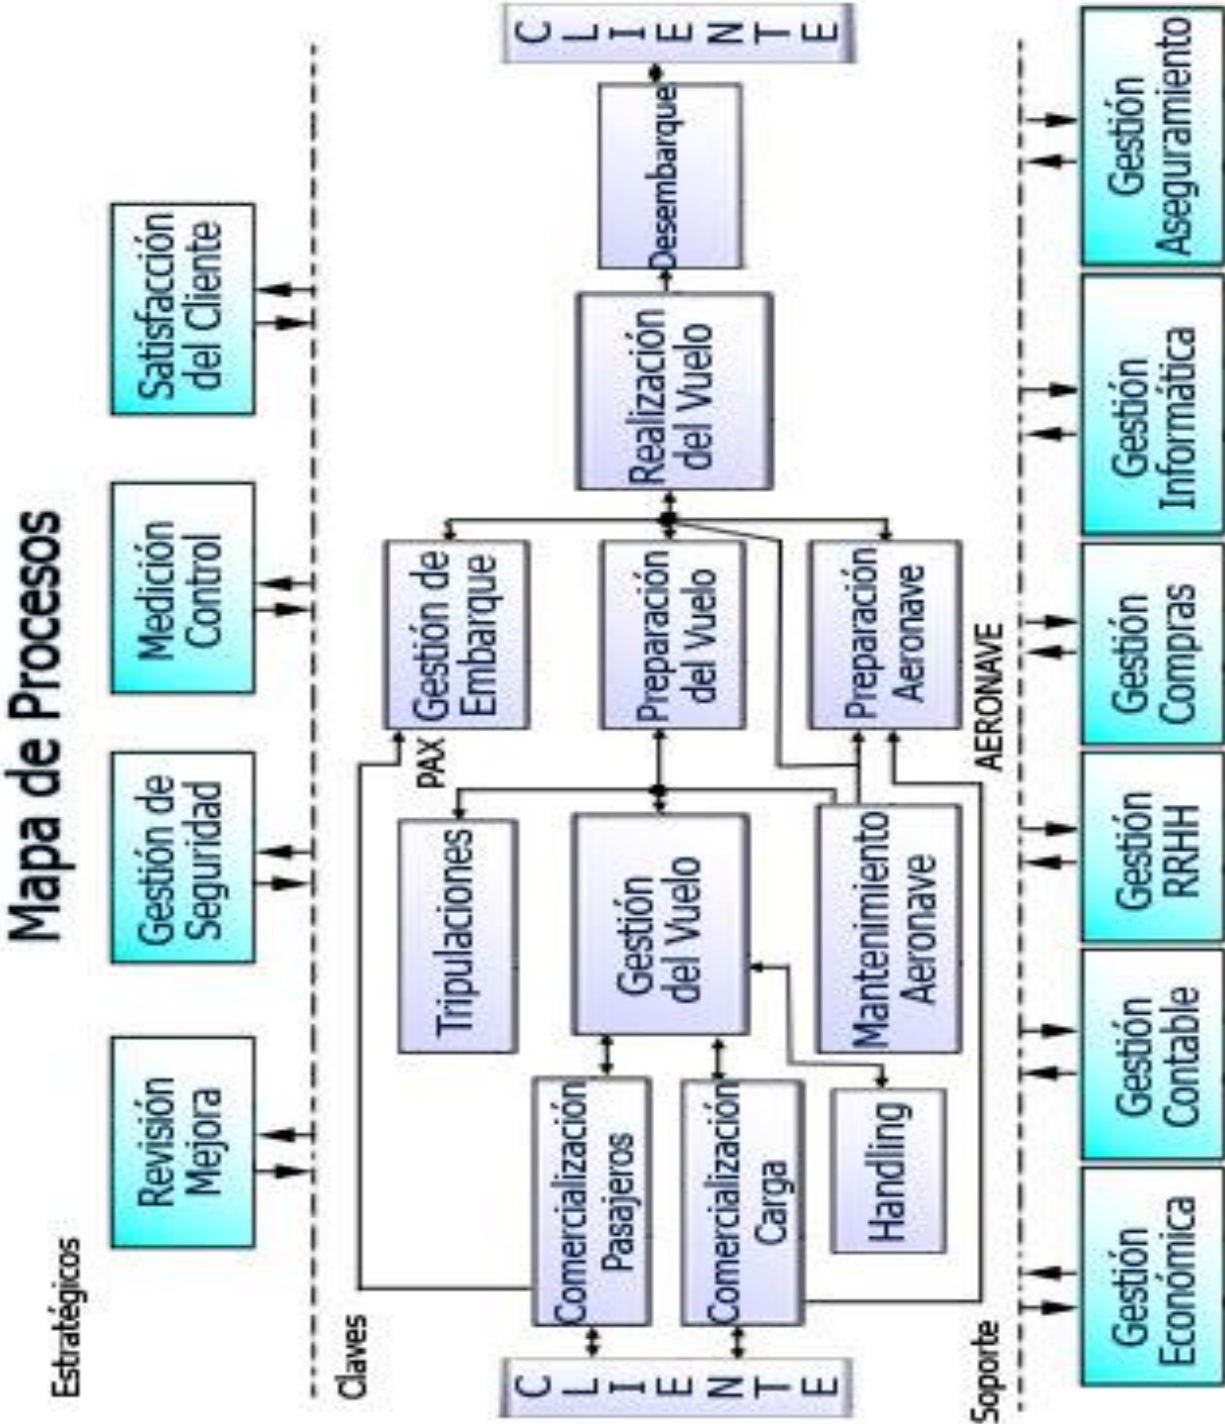 Mapa de Procesos
Estratégicos
Revisión
Mejora
Gestión de
Seguridad
Medición
Control
Satisfacción
del Cliente
Claves
CLIENTE
Comercialización
Pasajeros
Comercialización
Carga
Handling
Tripulaciones
Gestión
del Vuelo
Mantenimiento
Aeronave
PAX
Gestión de
Embarque
Preparación
del Vuelo
Preparación
Aeronave
AERONAVE
Realización
del Vuelo
Desembarque
CLIENTE
Soporte
Gestión
Económica
Gestión
Contable
Gestión
RRHH
Gestión
Compras
Gestión
Informática
Gestión
Aseguramiento